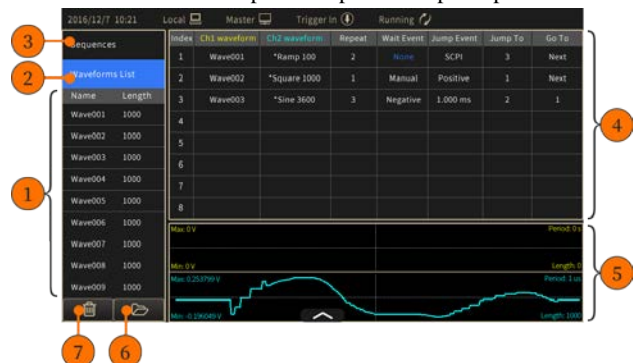 2016/12/7 10:21 Local Master Trigger In Running
3 Sequences
2 Waveforms List
Name Length
Wave001 1000
Wave002 1000
Wave003 1000
Wave004 1000
Wave005 1000
Wave006 1000
Wave007 1000
Wave008 1000
Wave009 1000
1
Index Ch1 waveform Ch2 waveform Repeat Wait Event Jump Event Jump To Go To
1 Wave001 *Ramp 100 2 None SCPI 3 Next
2 Wave002 *Square 1000 1 Manual Positive 1 Next
3 Wave003 *Sine 3600 3 Negative 1.000 ms 2 1
4
5
6
7
8
4
Max: 0 V Period: 0 s
Min: 0 V Length: 0
Max: 0.253799 V Period: 1 us
Min: -0.196049 V Length: 1000
5
7 6